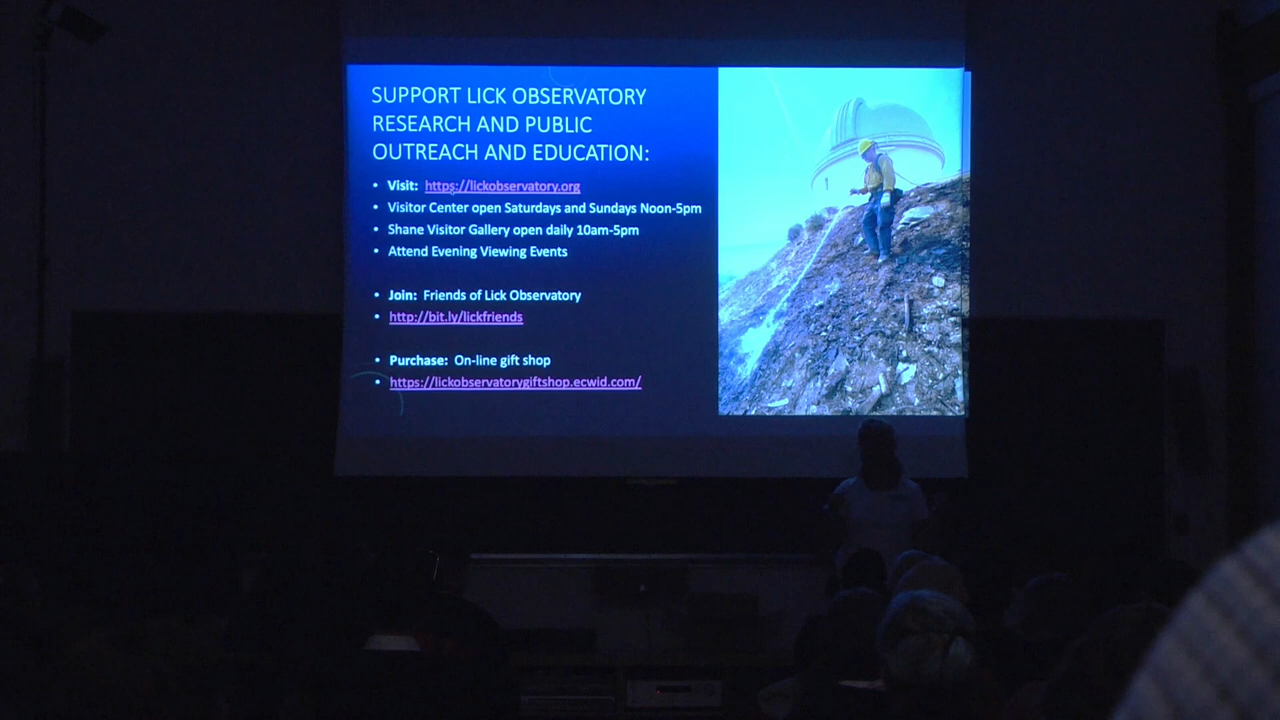 SUPPORT LICK OBSERVATORY
RESEARCH AND PUBLIC
OUTREACH AND EDUCATION:
• Visit: https://lickobservatory.org
• Visitor Center open Saturdays and Sundays Noon-5pm
• Shane Visitor Gallery open daily 10am-5pm
• Attend Evening Viewing Events
• Join: Friends of Lick Observatory
• http://bit.ly/lickfriends
• Purchase: On-line gift shop
• https://lickobservatorygiftshop.ecwid.com/